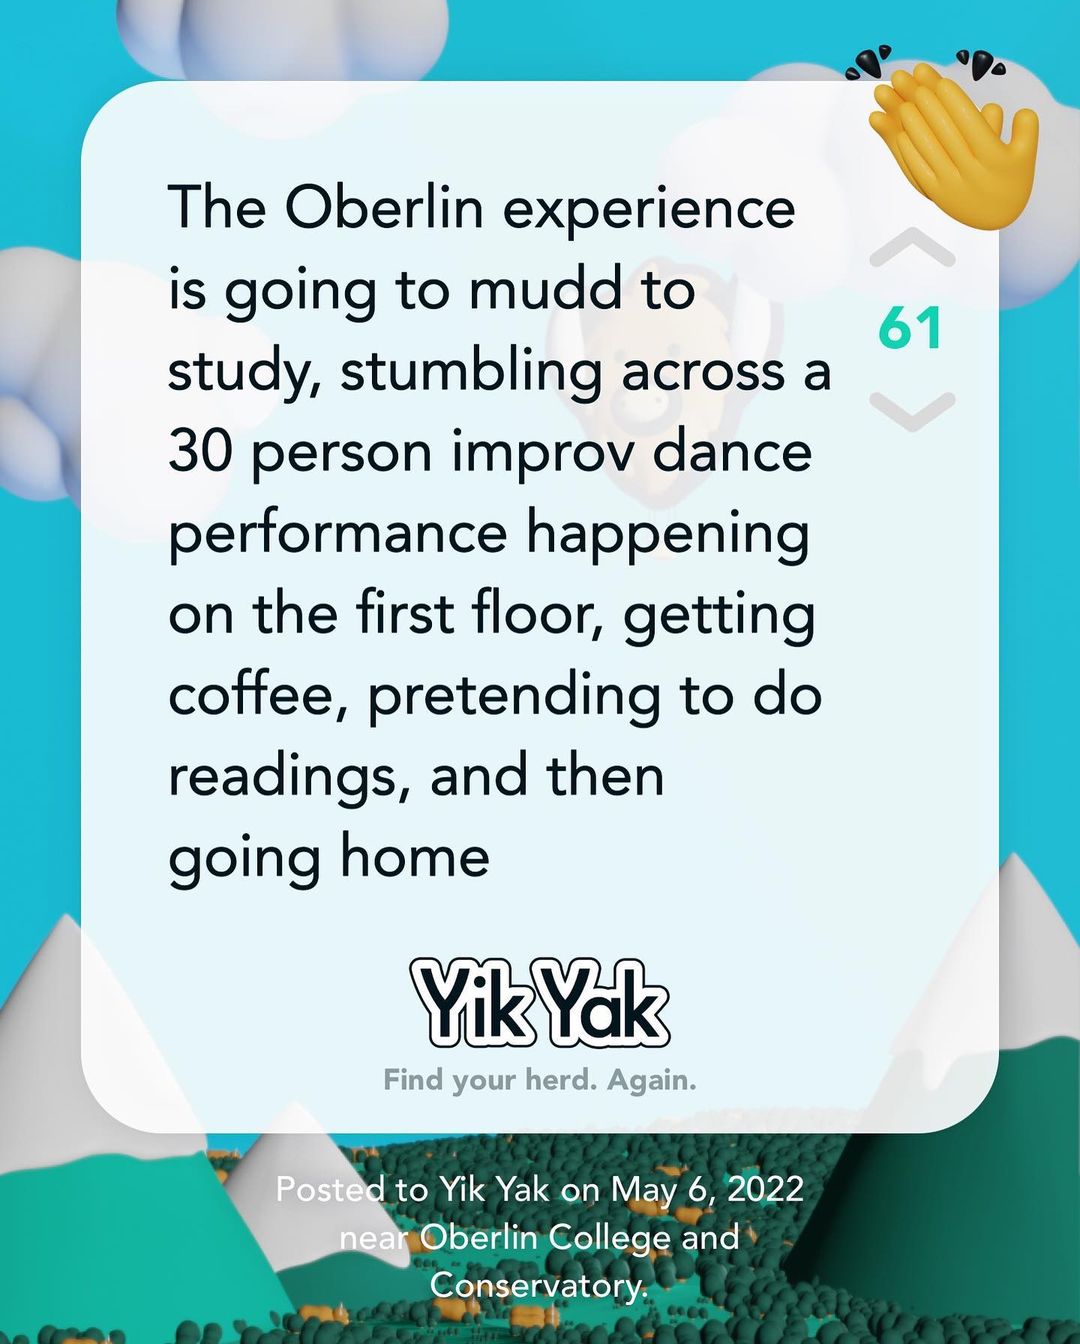 The Oberlin experience
is going to mudd to
study, stumbling across a
30 person improv dance
performance happening
on the first floor, getting
coffee, pretending to do
readings, and then
going home
61
Yik Yak
Find your herd. Again.
Posted to Yik Yak on May 6, 2022
near Oberlin College and
Conservatory.